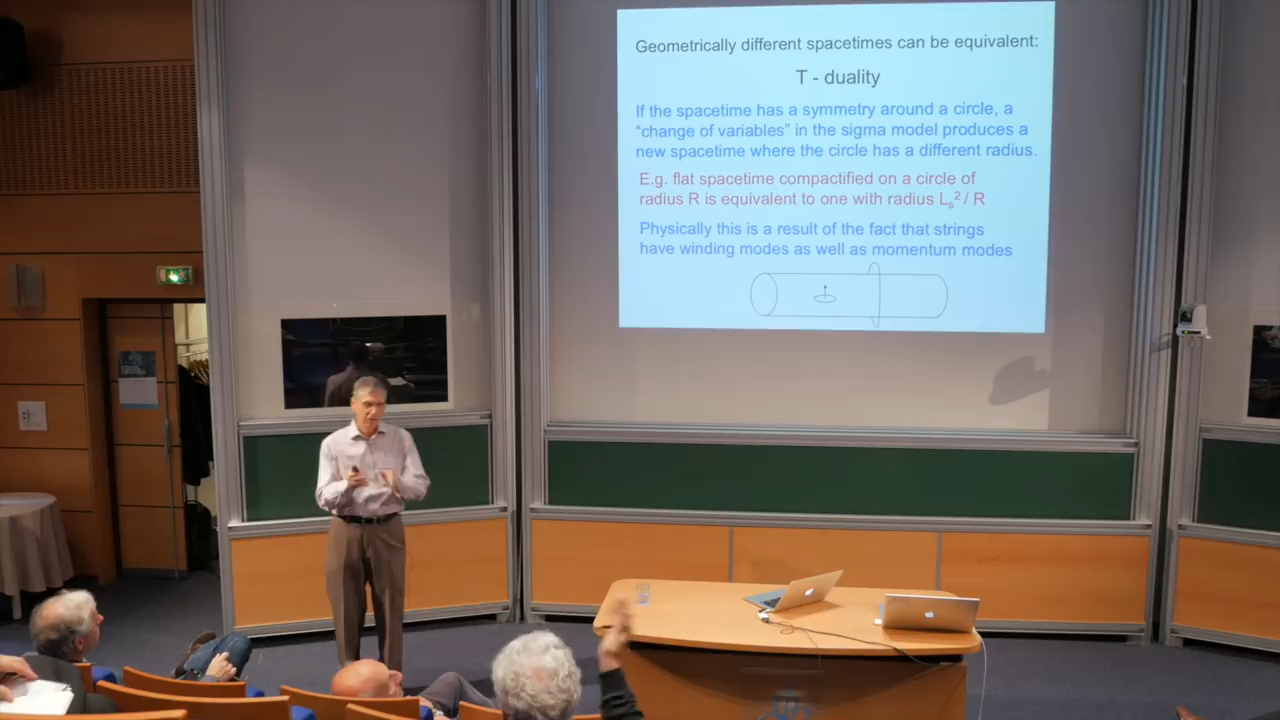 Geometrically different spacetimes can be equivalent:
T - duality
If the spacetime has a symmetry around a circle, a
“change of variables” in the sigma model produces a
new spacetime where the circle has a different radius.
E.g. flat spacetime compactified on a circle of
radius R is equivalent to one with radius Lₛ² / R
Physically this is a result of the fact that strings
have winding modes as well as momentum modes